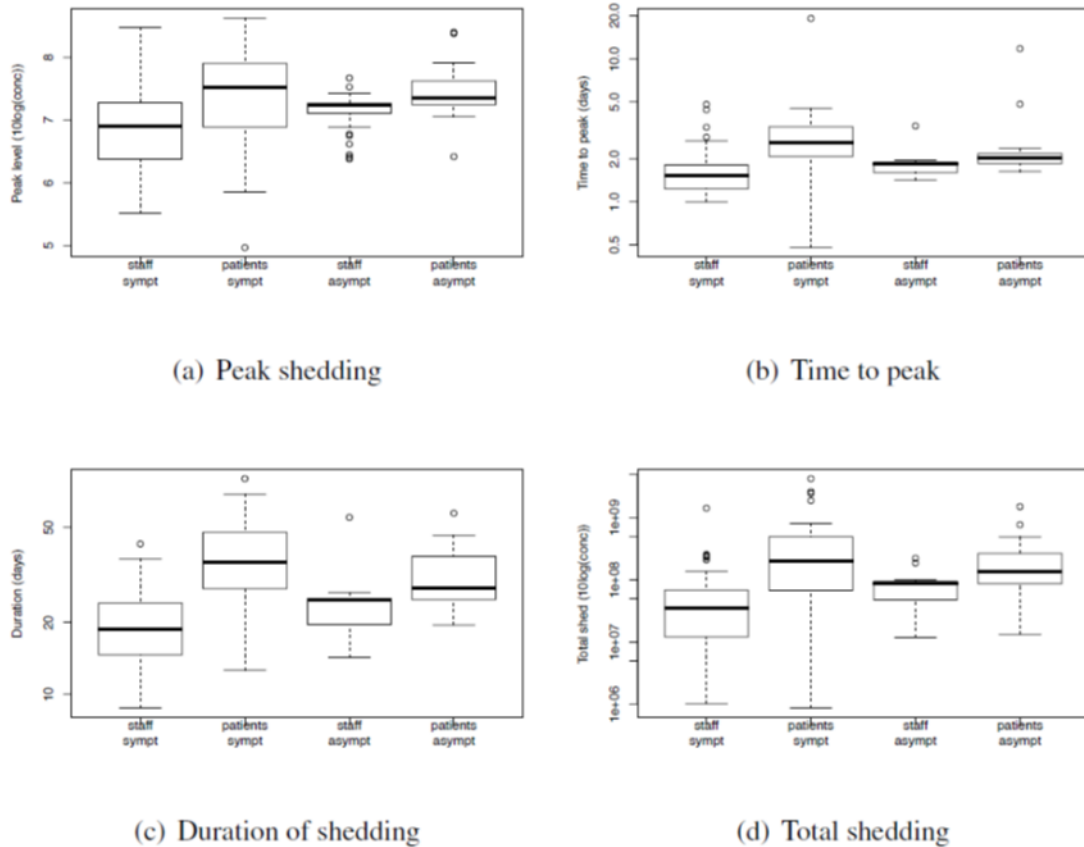 Peak level (10log(conc))
8
7
6
5
staff patients staff patients
sympt sympt asympt asympt
(a) Peak shedding
Time to peak (days)
20.0
10.0
5.0
2.0
1.0
0.5
staff patients staff patients
sympt sympt asympt asympt
(b) Time to peak
Duration (days)
50
20
10
staff patients staff patients
sympt sympt asympt asympt
(c) Duration of shedding
Total shed (10log(conc))
1e+09
1e+08
1e+07
1e+06
staff patients staff patients
sympt sympt asympt asympt
(d) Total shedding